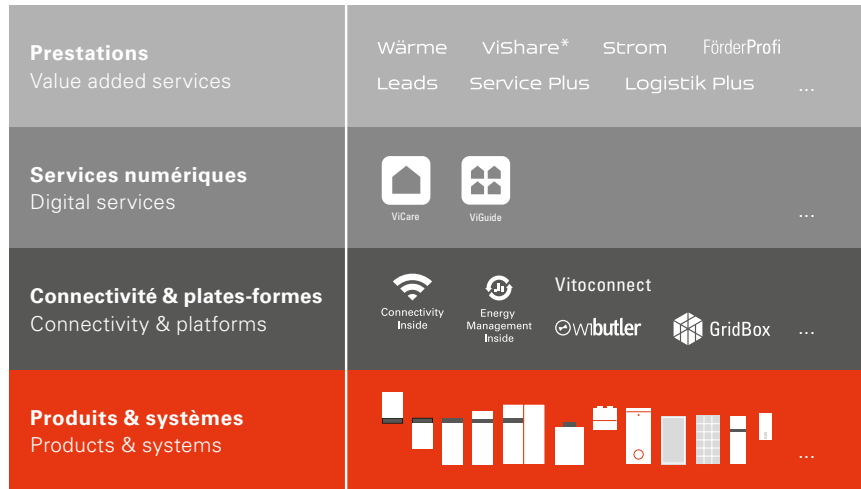 Prestations
Value added services
Wärme ViShare* Strom FörderProfi
Leads Service Plus Logistik Plus ...
Services numériques
Digital services
ViCare ViGuide ...
Connectivité & plates-formes
Connectivity & platforms
Connectivity
Inside
Energy
Management
Inside
Vitoconnect
wibutler GridBox ...
Produits & systèmes
Products & systems
...